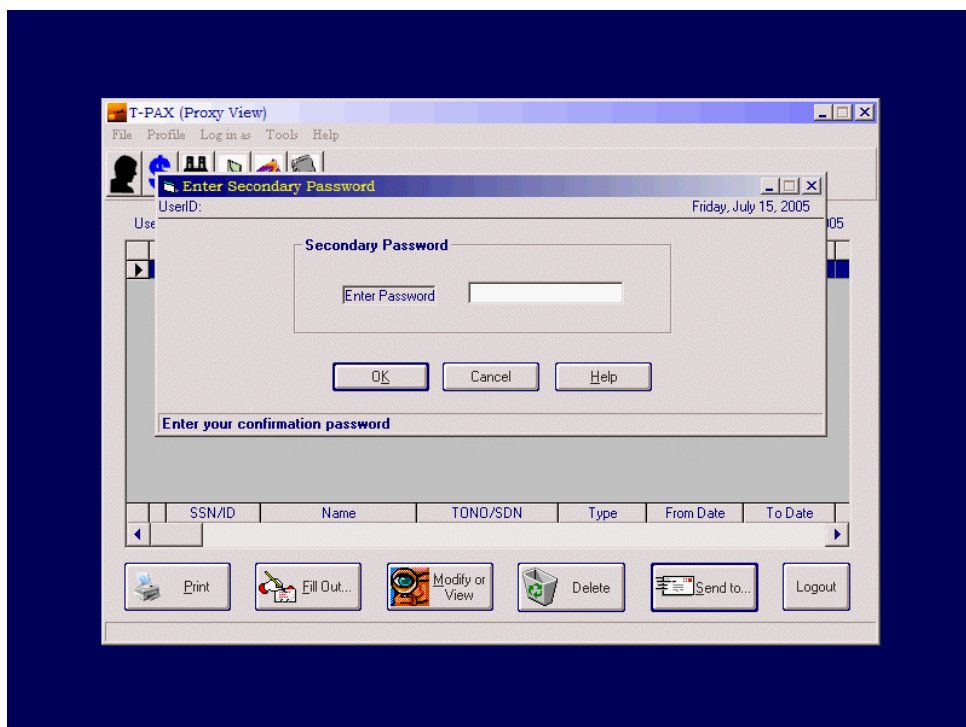 T-PAX (Proxy View)
File Profile Log in as Tools Help
Enter Secondary Password
UserID: Friday, July 15, 2005
Use 005
Secondary Password
Enter Password
OK Cancel Help
Enter your confirmation password
SSN/ID Name TONO/SDN Type From Date To Date
Print Fill Out... Modify or View Delete Send to... Logout